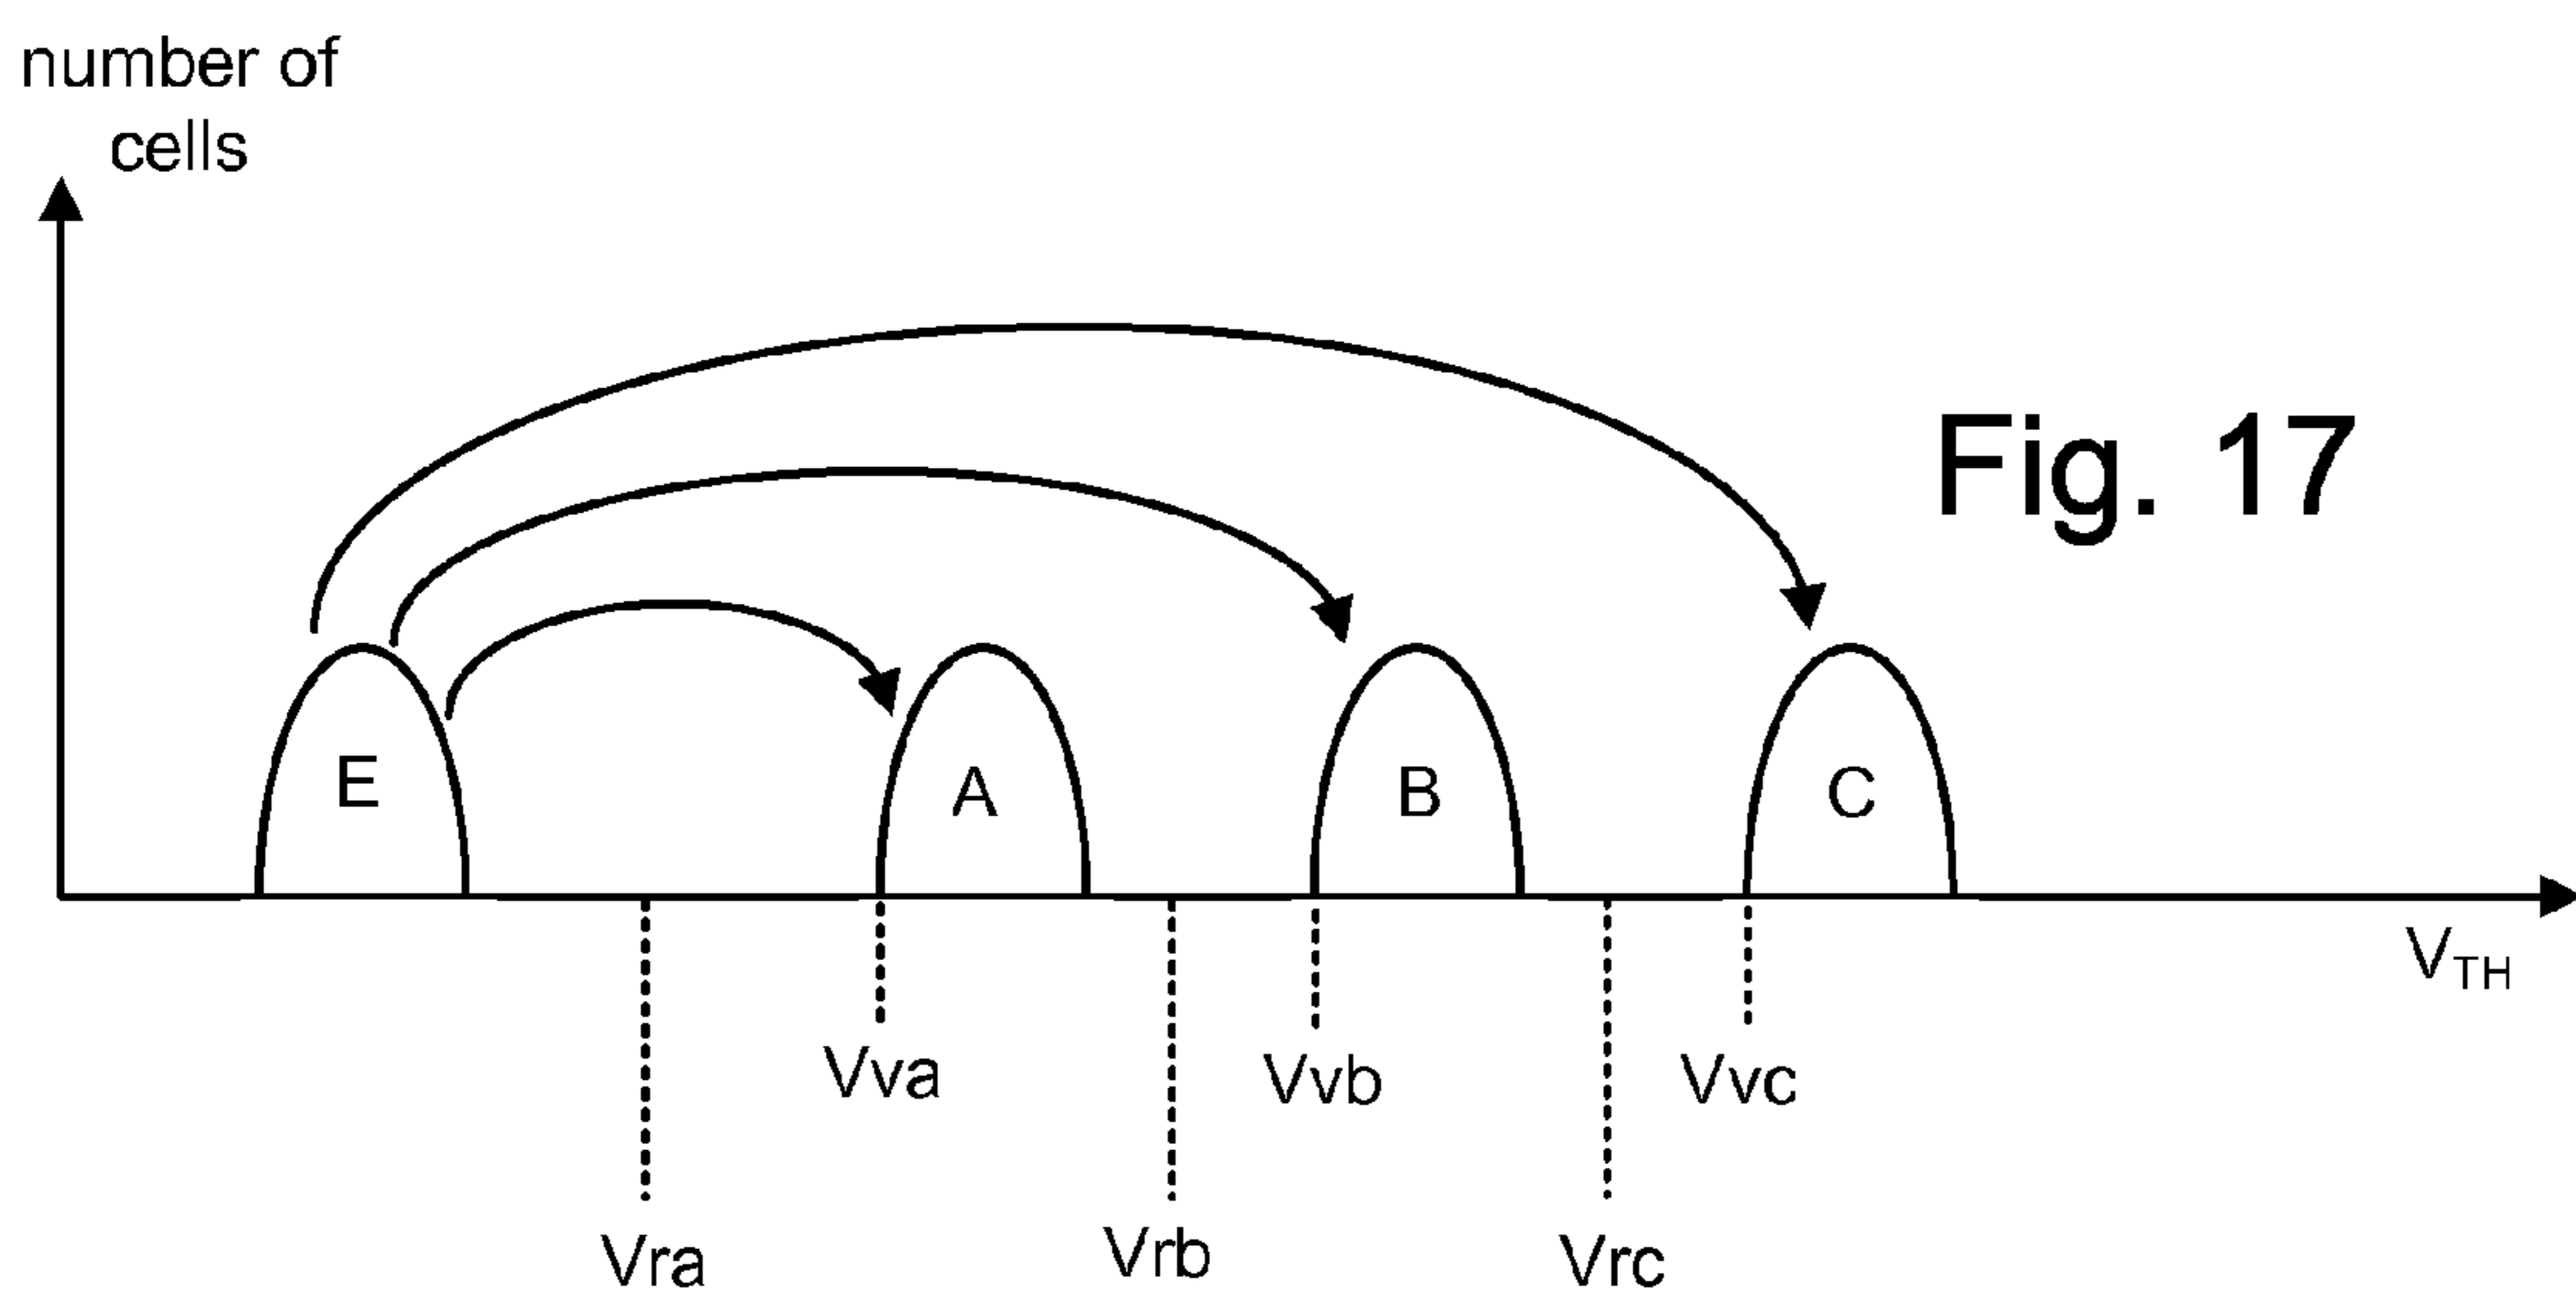 number of
cells
Fig. 17
E
A
B
C
VTH
Vva
Vvb
Vvc
Vra
Vrb
Vrc